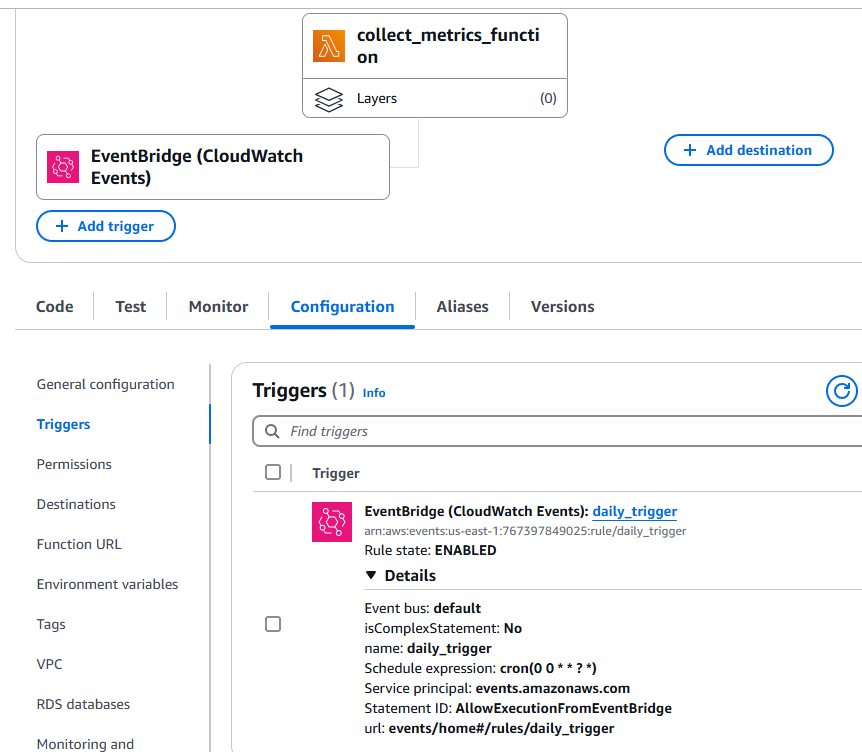 collect_metrics_functi
on
Layers
(0)
EventBridge (CloudWatch
Events)
Add destination
Add trigger
Code
Test
Monitor
Configuration
Aliases
Versions
General configuration
Triggers
Permissions
Destinations
Function URL
Environment variables
Tags
VPC
RDS databases
Monitoring and
Triggers (1) Info
Find triggers
Trigger
EventBridge (CloudWatch Events): daily_trigger
arn:aws:events:us-east-1:767397849025:rule/daily_trigger
Rule state: ENABLED
Details
Event bus: default
isComplexStatement: No
name: daily_trigger
Schedule expression: cron(0 0 * * ? *)
Service principal: events.amazonaws.com
Statement ID: AllowExecutionFromEventBridge
url: events/home#/rules/daily_trigger